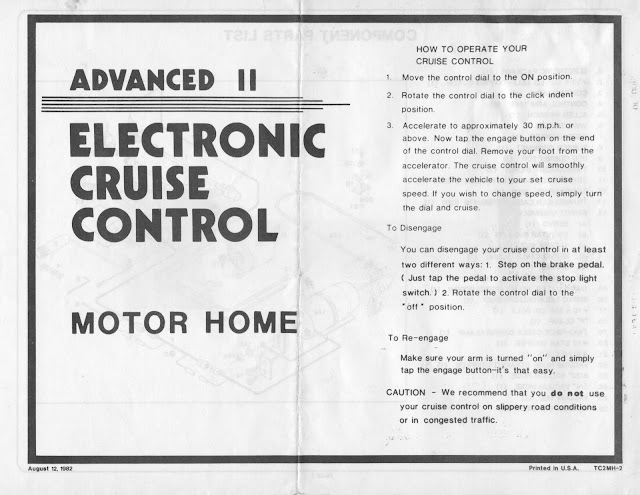 ADVANCED II
ELECTRONIC
CRUISE
CONTROL
MOTOR HOME
HOW TO OPERATE YOUR
CRUISE CONTROL
1. Move the control dial to the ON position.
2. Rotate the control dial to the click indent
position.
3. Accelerate to approximately 30 m.p.h. or
above. Now tap the engage button on the end
of the control dial. Remove your foot from the
accelerator. The cruise control will smoothly
accelerate the vehicle to your set cruise
speed. If you wish to change speed, simply turn
the dial and cruise.
To Disengage
You can disengage your cruise control in at least
two different ways: 1. Step on the brake pedal.
( Just tap the pedal to activate the stop light
switch. ) 2. Rotate the control dial to the
"off" position.
To Re-engage
Make sure your arm is turned "on" and simply
tap the engage button-it's that easy.
CAUTION - We recommend that you do not use
your cruise control on slippery road conditions
or in congested traffic.
August 12, 1982
Printed in U.S.A. TC2MH-2